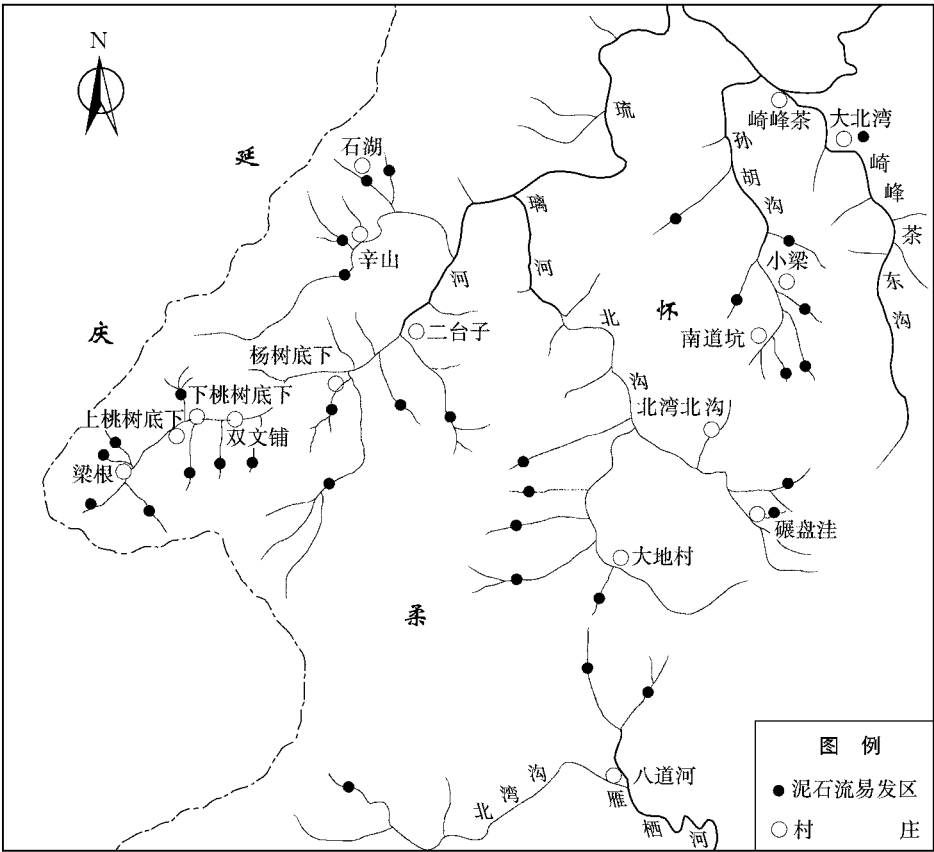 N
延
庆
怀
柔
琉
璃
河
河
石湖
辛山
二台子
杨树底下
下桃树底下
上桃树底下
双文铺
梁根
崎峰茶
大北湾
孙
胡
沟
崎
峰
茶
东
沟
小梁
南道坑
北
沟
北湾北沟
碾盘洼
大地村
八道河
北
湾
沟
雁
栖
河
图 例
泥石流易发区
村 庄